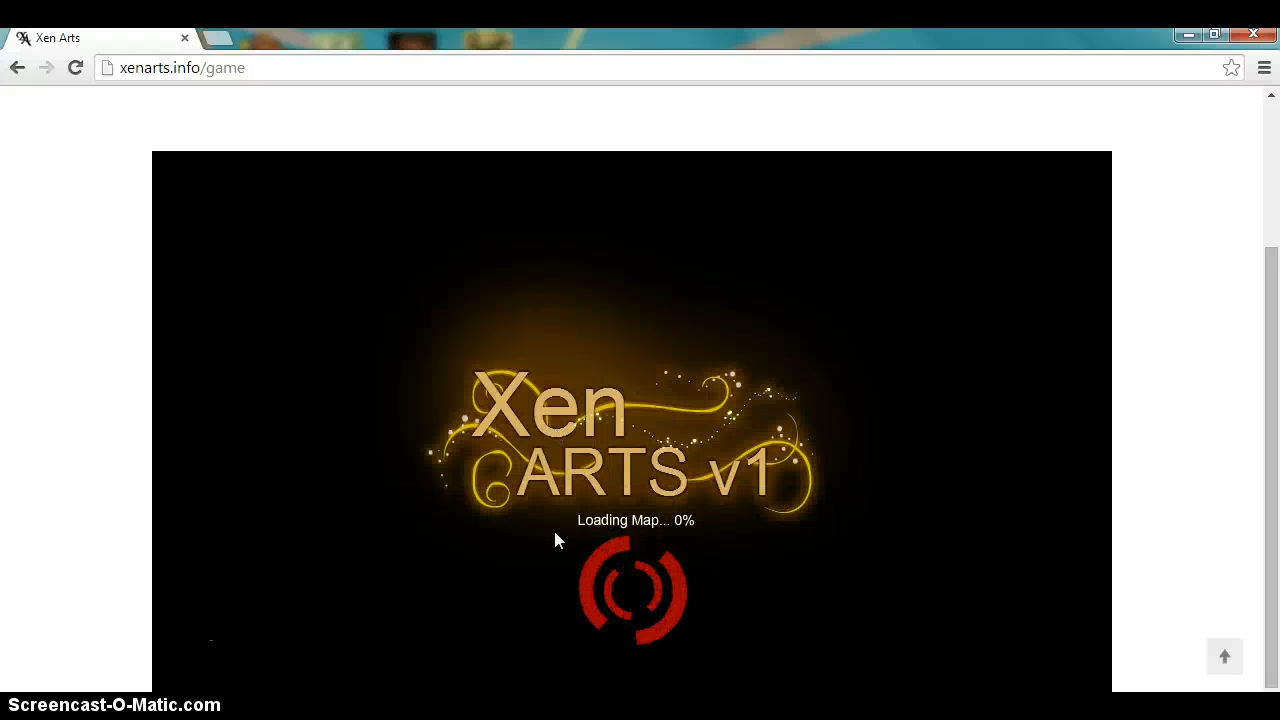 Xen Arts
xenarts.info/game
Xen
ARTS v1
Loading Map... 0%
Screencast-O-Matic.com